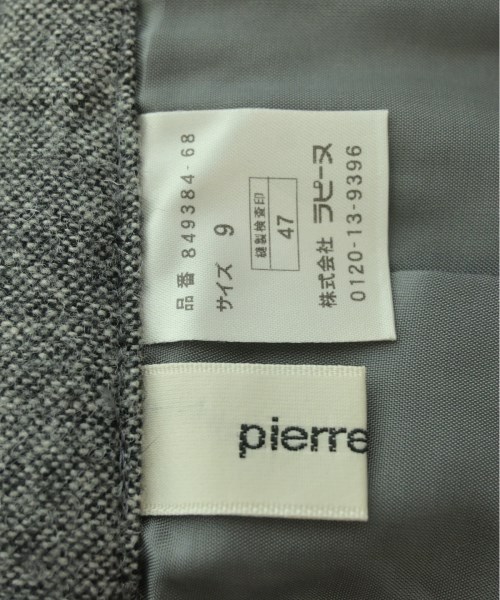 品番 849384-68
サイズ 9
縫製検査印
47
株式会社 ラピーヌ
0120-13-9396
pierre